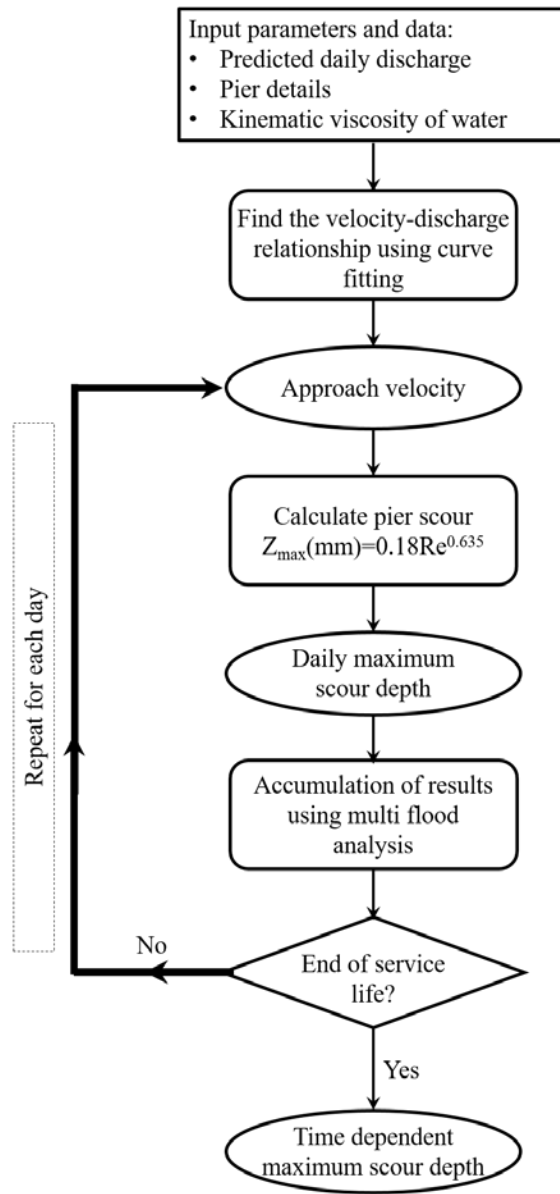 Input parameters and data:
• Predicted daily discharge
• Pier details
• Kinematic viscosity of water
Find the velocity-discharge
relationship using curve
fitting
Approach velocity
Calculate pier scour
Zₘₐₓ(mm)=0.18Re⁰·⁶³⁵
Daily maximum
scour depth
Repeat for each day
Accumulation of results
using multi flood
analysis
No
End of service
life?
Yes
Time dependent
maximum scour depth